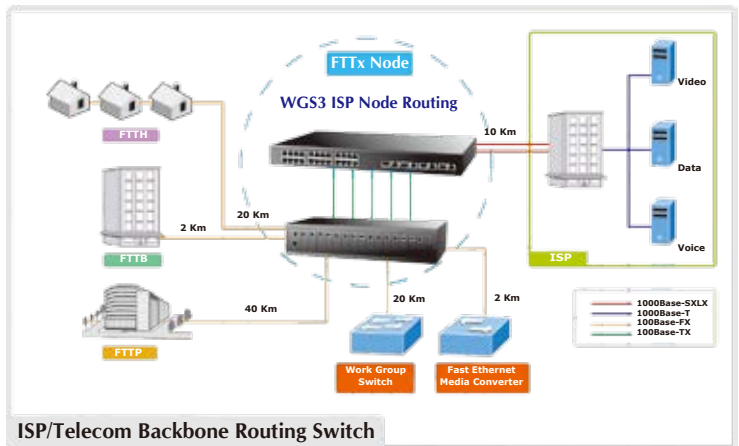 FTTx Node
WGS3 ISP Node Routing
10 Km
Video
Data
Voice
ISP
FTTH
20 Km
2 Km
FTTB
40 Km
FTTP
20 Km
2 Km
Work Group
Switch
Fast Ethernet
Media Converter
1000Base-SXLX
1000Base-T
100Base-FX
100Base-TX
ISP/Telecom Backbone Routing Switch